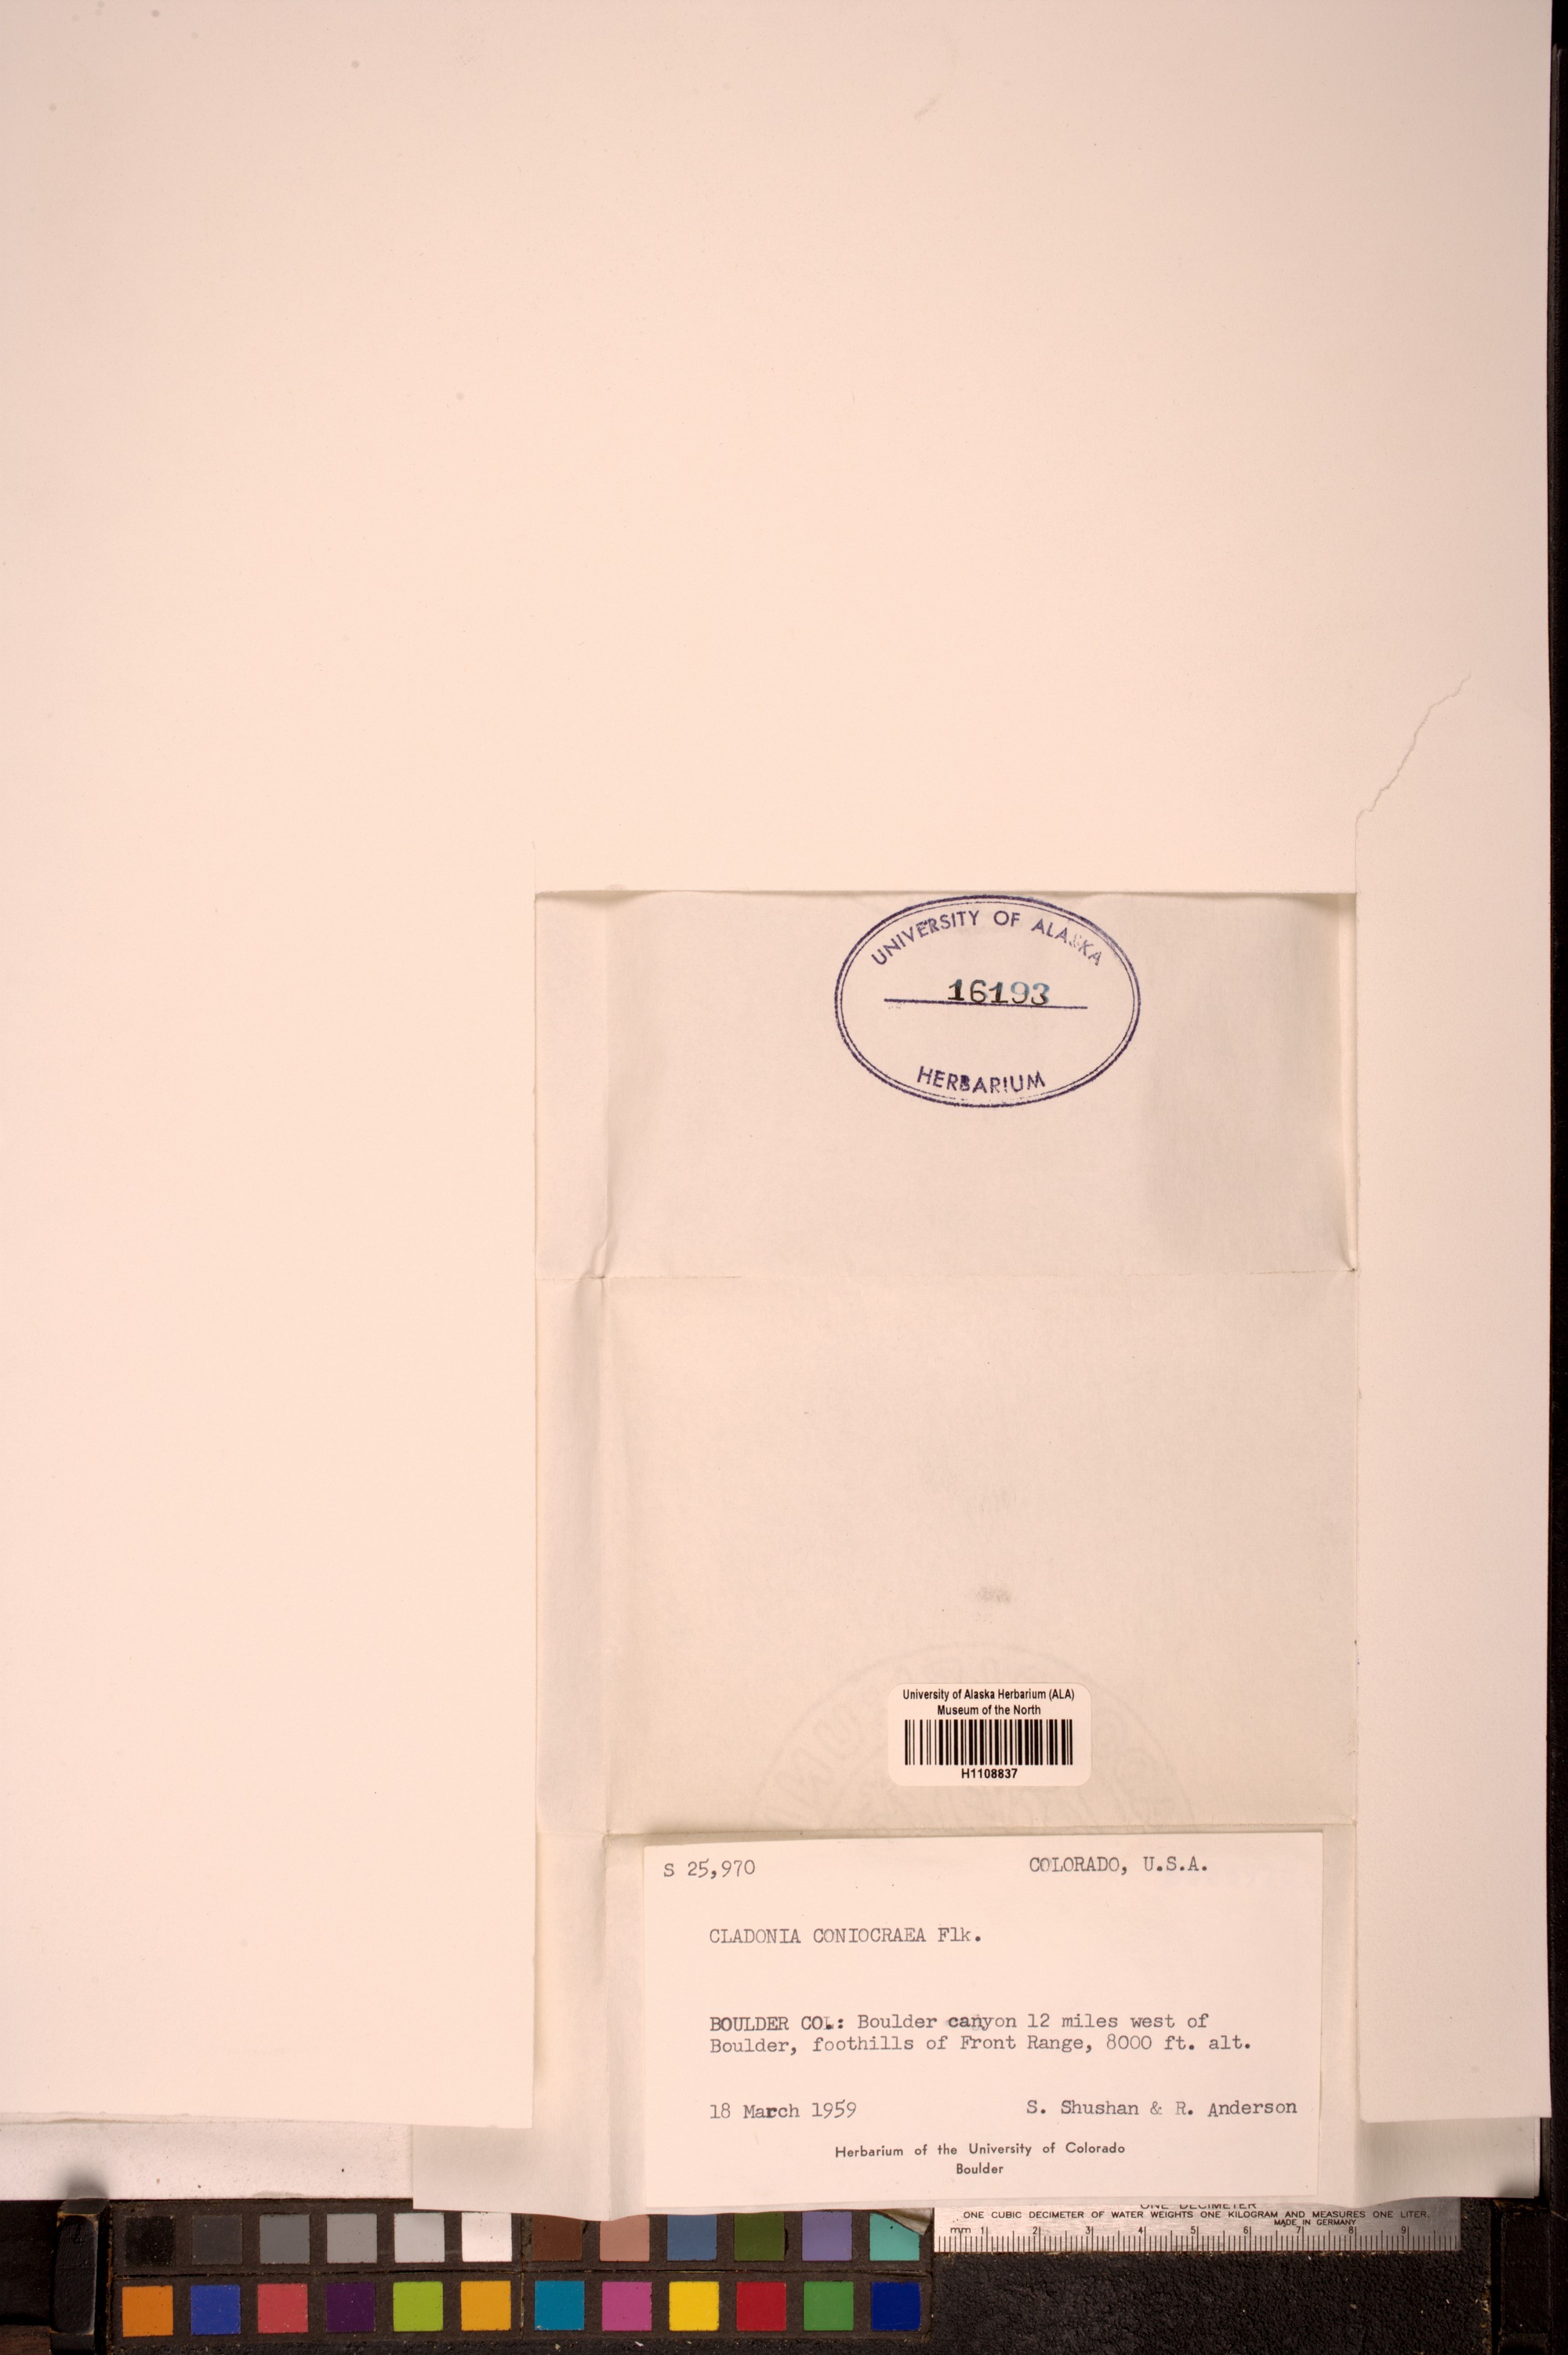 UNIVERSITY OF ALASKA
16193
HERBARIUM
University of Alaska Herbarium (ALA)
Museum of the North
H1108837
S 25,970 COLORADO, U.S.A.
CLADONIA CONIOCRAEA Flk.
BOULDER CO.: Boulder canyon 12 miles west of
Boulder, foothills of Front Range, 8000 ft. alt.
18 March 1959 S. Shushan & R. Anderson
Herbarium of the University of Colorado
Boulder
ONE DECIMETER
ONE CUBIC DECIMETER OF WATER WEIGHTS ONE KILOGRAM AND MEASURES ONE LITER.
MADE IN GERMANY
mm 1 2 3 4 5 6 7 8 9